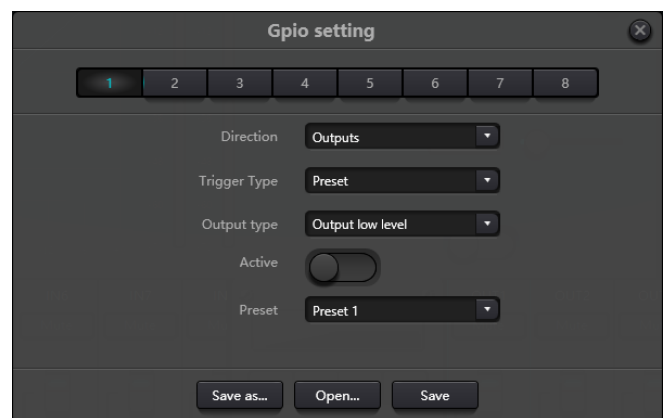 Gpio setting
1 2 3 4 5 6 7 8
Direction Outputs
Trigger Type Preset
Output type Output low level
Active
Preset Preset 1
Save as... Open... Save